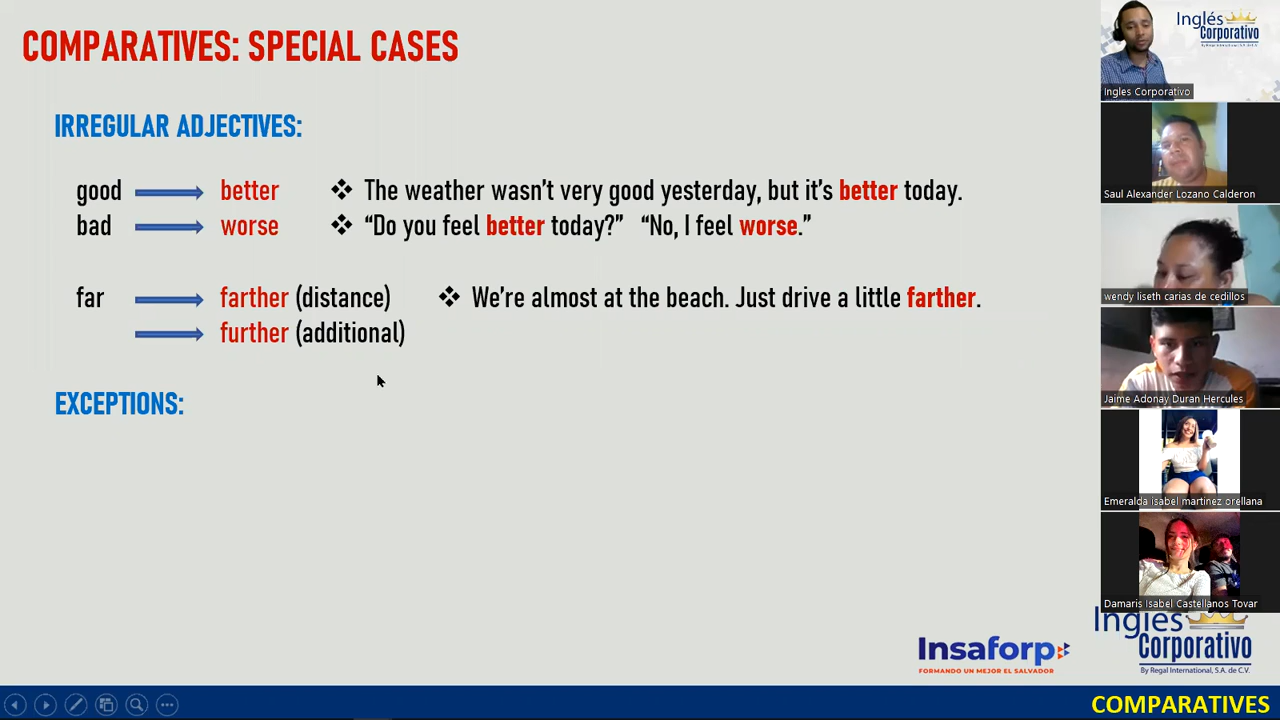 COMPARATIVES: SPECIAL CASES
IRREGULAR ADJECTIVES:
good better ❖ The weather wasn't very good yesterday, but it's better today.
bad worse ❖ “Do you feel better today?” “No, I feel worse.”
far farther (distance) ❖ We're almost at the beach. Just drive a little farther.
further (additional)
EXCEPTIONS:
Inglés
Corporativo
By Regal International, S.A. de C.V.
Ingles Corporativo
Saul Alexander Lozano Calderon
wendy liseth carias de cedillos
Jaime Adonay Duran Hercules
Emeralda isabel martinez orellana
Damaris Isabel Castellanos Tovar
Insaforp
FORMANDO UN MEJOR EL SALVADOR
Inglés
Corporativo
By Regal International, S.A. de C.V.
COMPARATIVES